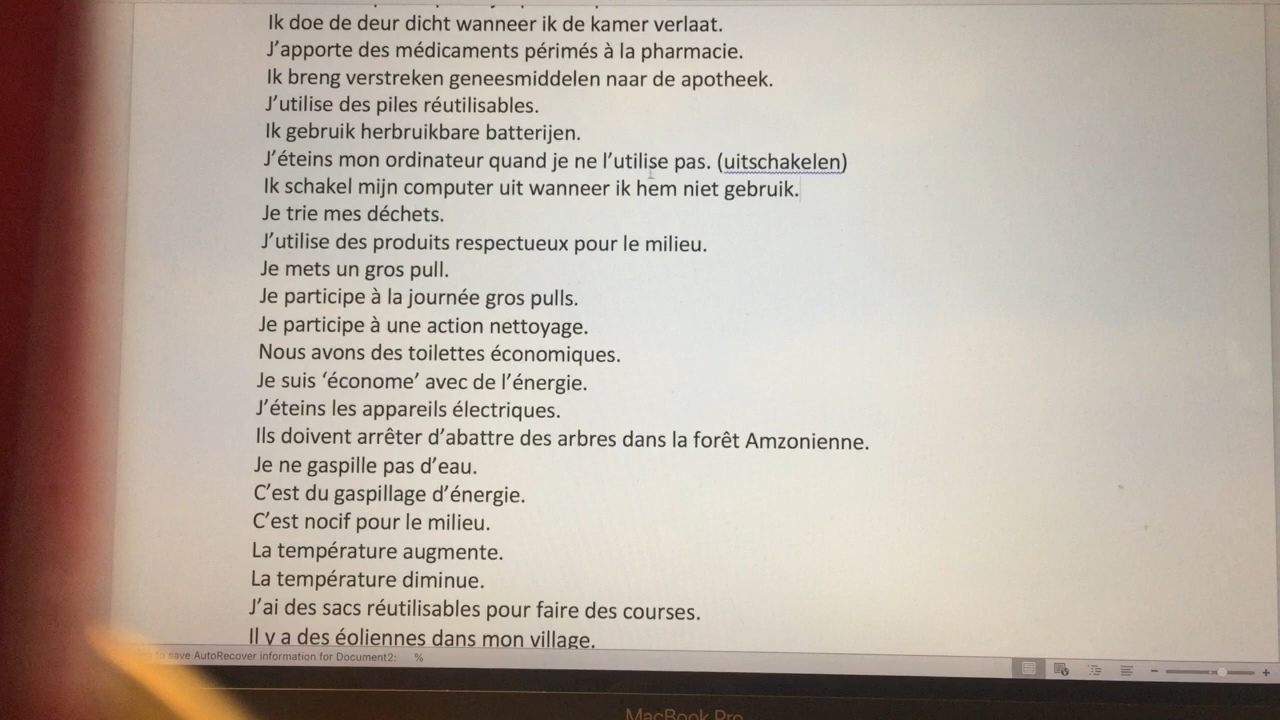 Ik doe de deur dicht wanneer ik de kamer verlaat.
J’apporte des médicaments périmés à la pharmacie.
Ik breng verstreken geneesmiddelen naar de apotheek.
J’utilise des piles réutilisables.
Ik gebruik herbruikbare batterijen.
J’éteins mon ordinateur quand je ne l’utilise pas. (uitschakelen)
Ik schakel mijn computer uit wanneer ik hem niet gebruik.
Je trie mes déchets.
J’utilise des produits respectueux pour le milieu.
Je mets un gros pull.
Je participe à la journée gros pulls.
Je participe à une action nettoyage.
Nous avons des toilettes économiques.
Je suis ‘économe’ avec de l’énergie.
J’éteins les appareils électriques.
Ils doivent arrêter d’abattre des arbres dans la forêt Amzonienne.
Je ne gaspille pas d’eau.
C’est du gaspillage d’énergie.
C’est nocif pour le milieu.
La température augmente.
La température diminue.
J’ai des sacs réutilisables pour faire des courses.
Il y a des éoliennes dans mon village.
to save AutoRecover information for Document2: %
MacBook Pro